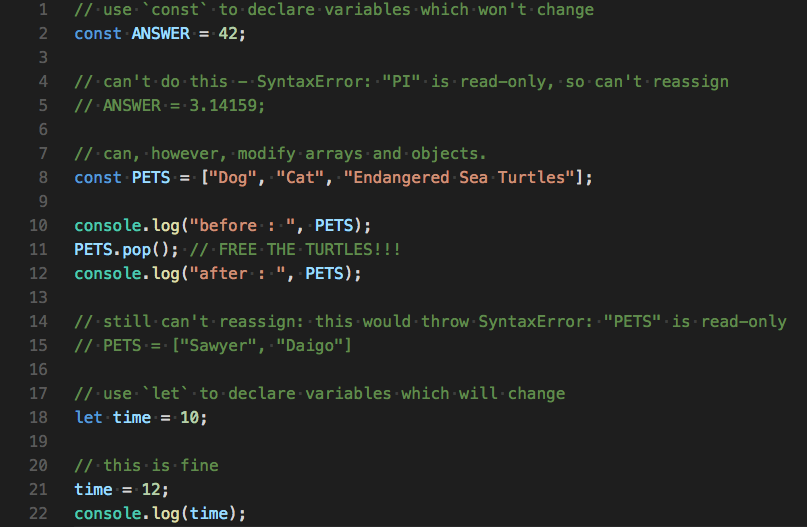 1 // use `const` to declare variables which won't change
2 const ANSWER = 42;
3
4 // can't do this - SyntaxError: "PI" is read-only, so can't reassign
5 // ANSWER = 3.14159;
6
7 // can, however, modify arrays and objects.
8 const PETS = ["Dog", "Cat", "Endangered Sea Turtles"];
9
10 console.log("before : ", PETS);
11 PETS.pop(); // FREE THE TURTLES!!!
12 console.log("after : ", PETS);
13
14 // still can't reassign: this would throw SyntaxError: "PETS" is read-only
15 // PETS = ["Sawyer", "Daigo"]
16
17 // use `let` to declare variables which will change
18 let time = 10;
19
20 // this is fine
21 time = 12;
22 console.log(time);